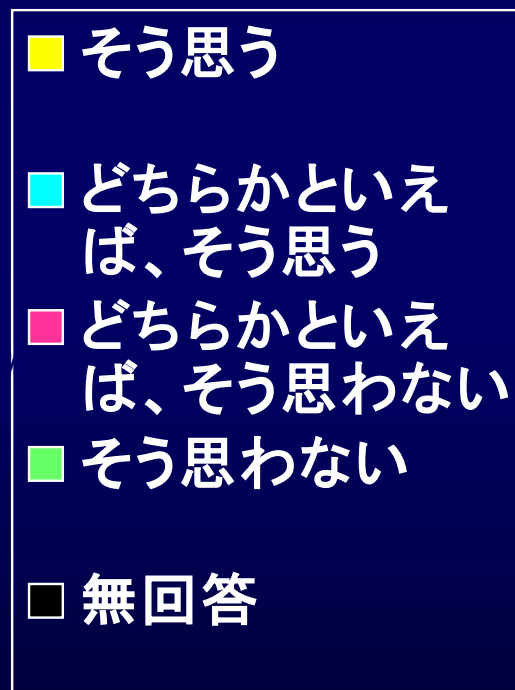 そう思う
どちらかといえ
ば、そう思う
どちらかといえ
ば、そう思わない
そう思わない
無回答